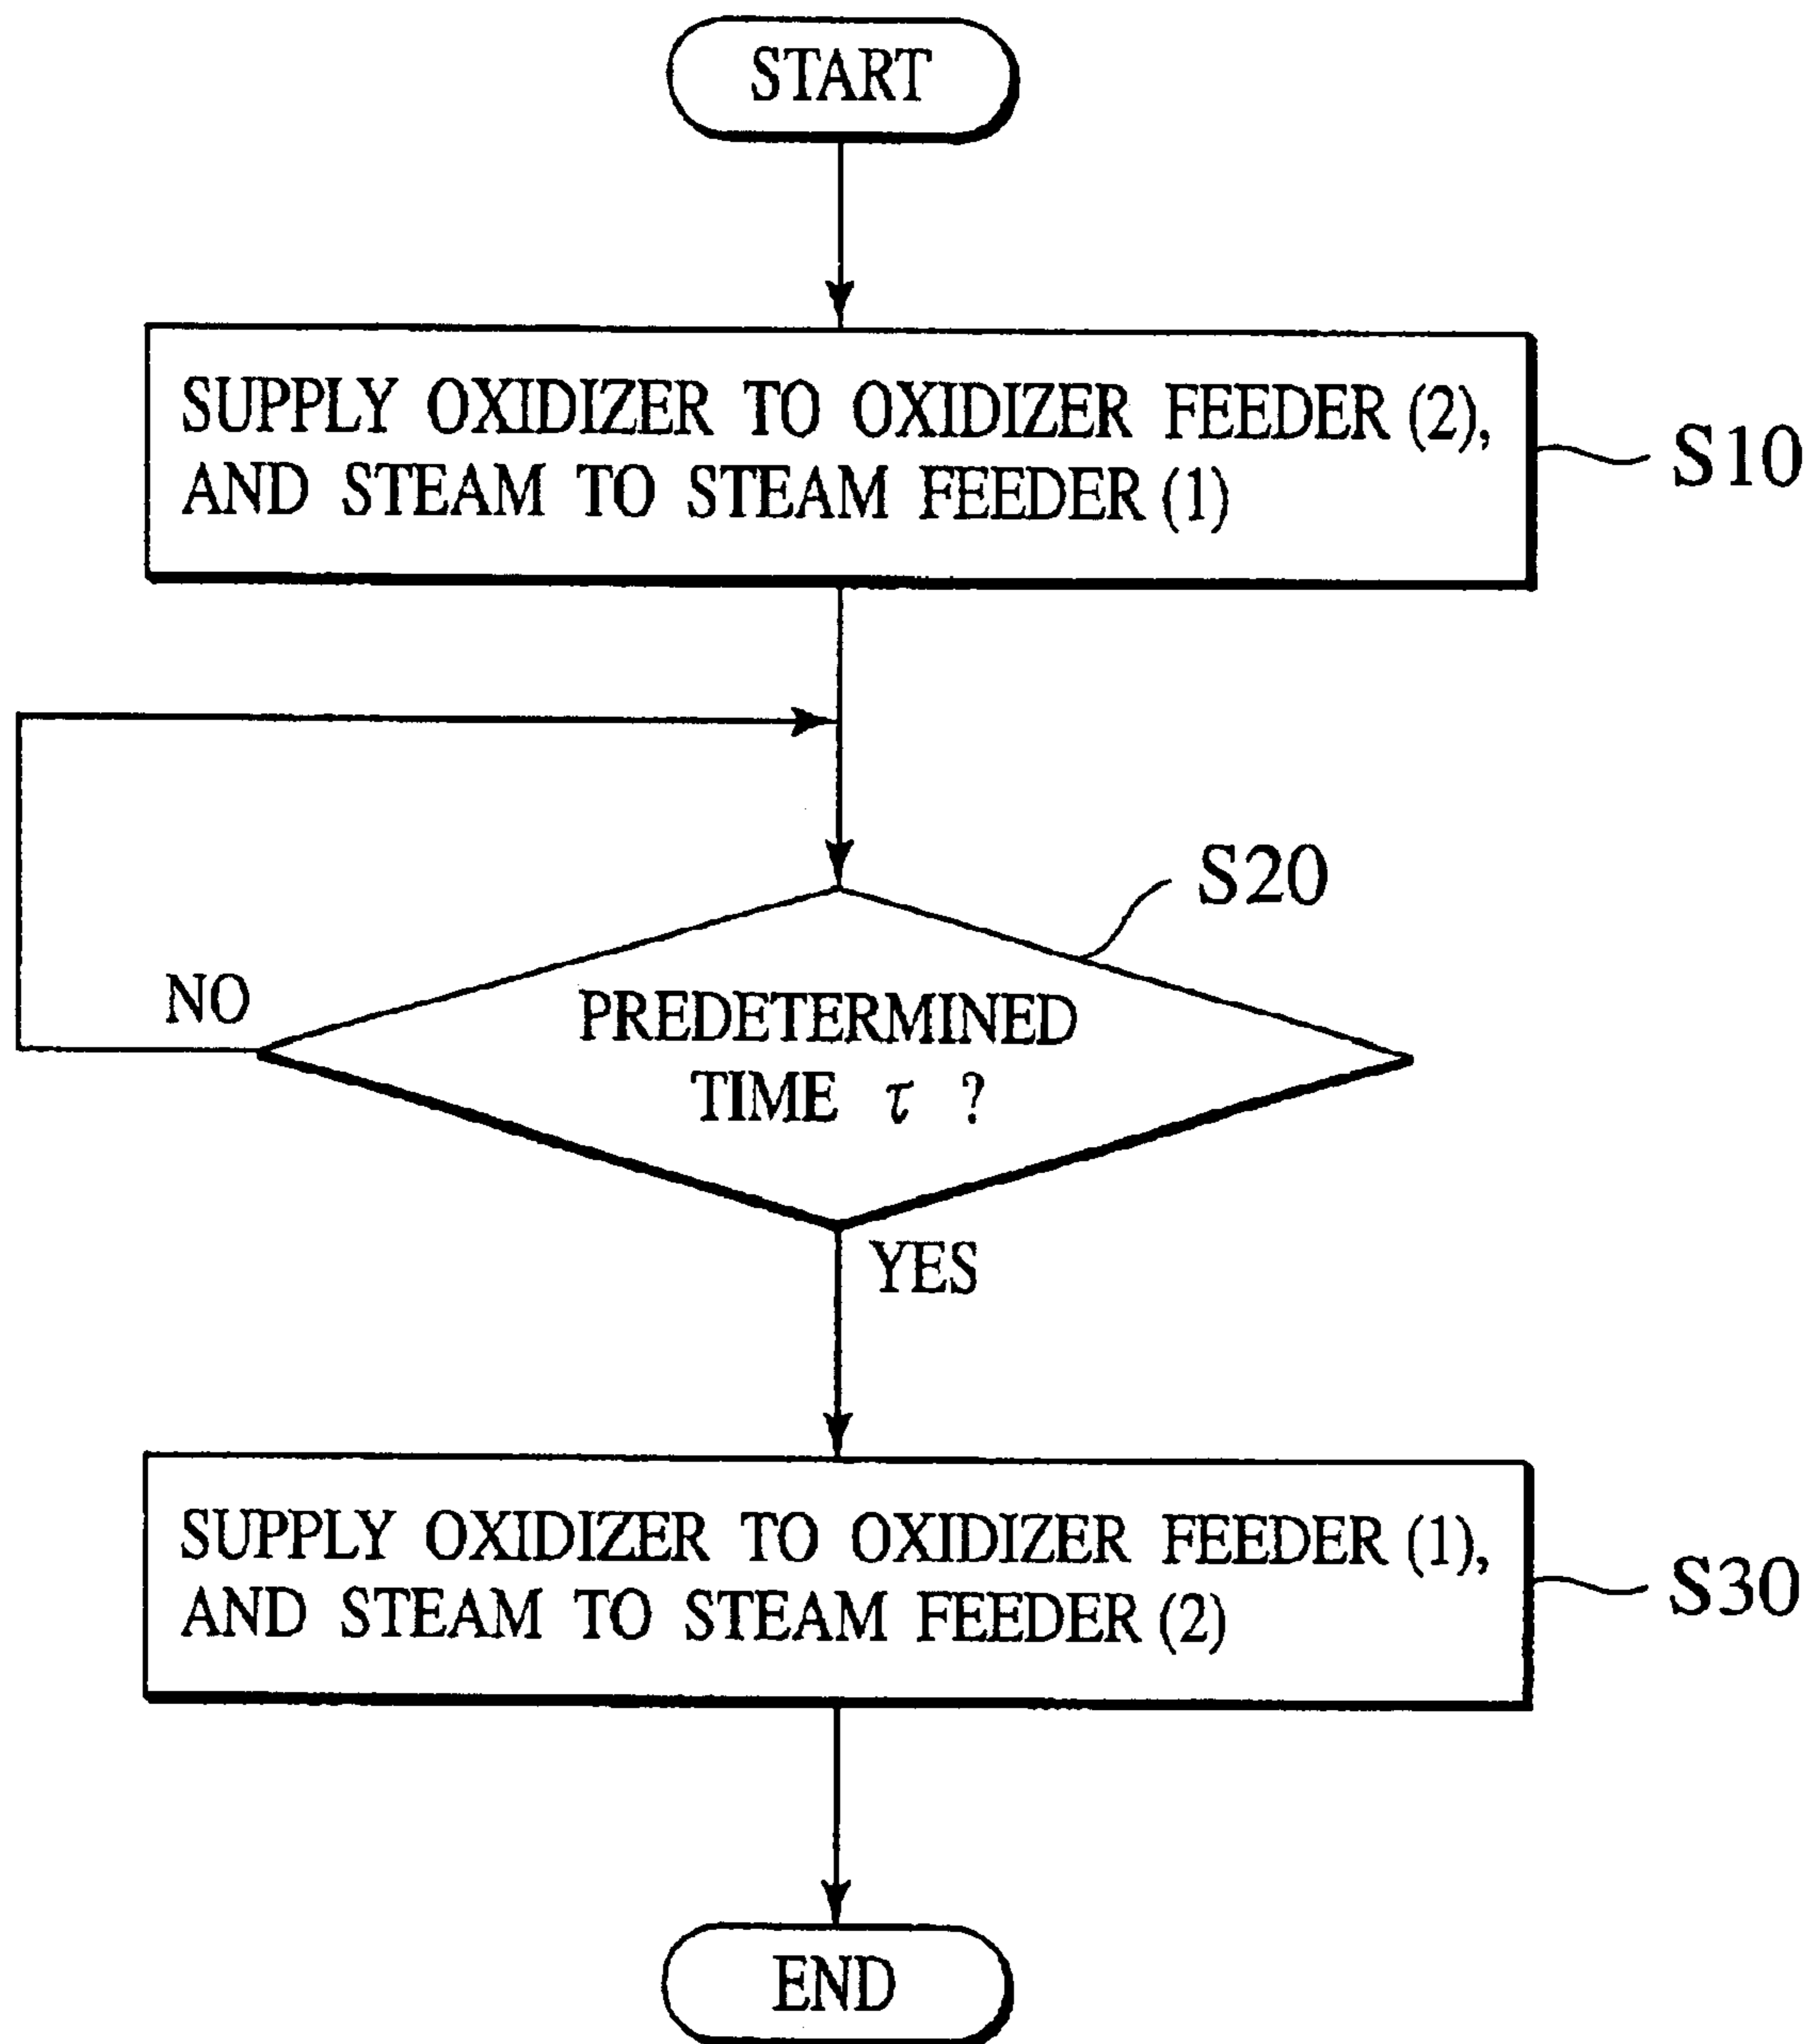 START
SUPPLY OXIDIZER TO OXIDIZER FEEDER (2),
AND STEAM TO STEAM FEEDER (1)
S10
S20
NO
PREDETERMINED
TIME τ ?
YES
SUPPLY OXIDIZER TO OXIDIZER FEEDER (1),
AND STEAM TO STEAM FEEDER (2)
S30
END